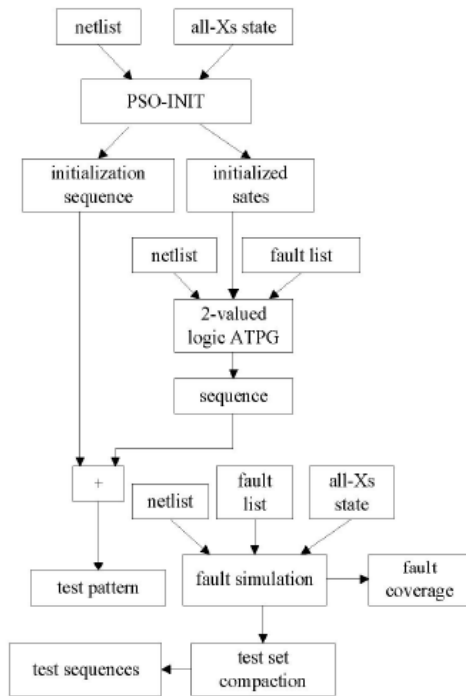 netlist
all-Xs state
PSO-INIT
initialization
sequence
initialized
sates
netlist
fault list
2-valued
logic ATPG
sequence
+
netlist
fault
list
all-Xs
state
test pattern
fault simulation
fault
coverage
test sequences
test set
compaction